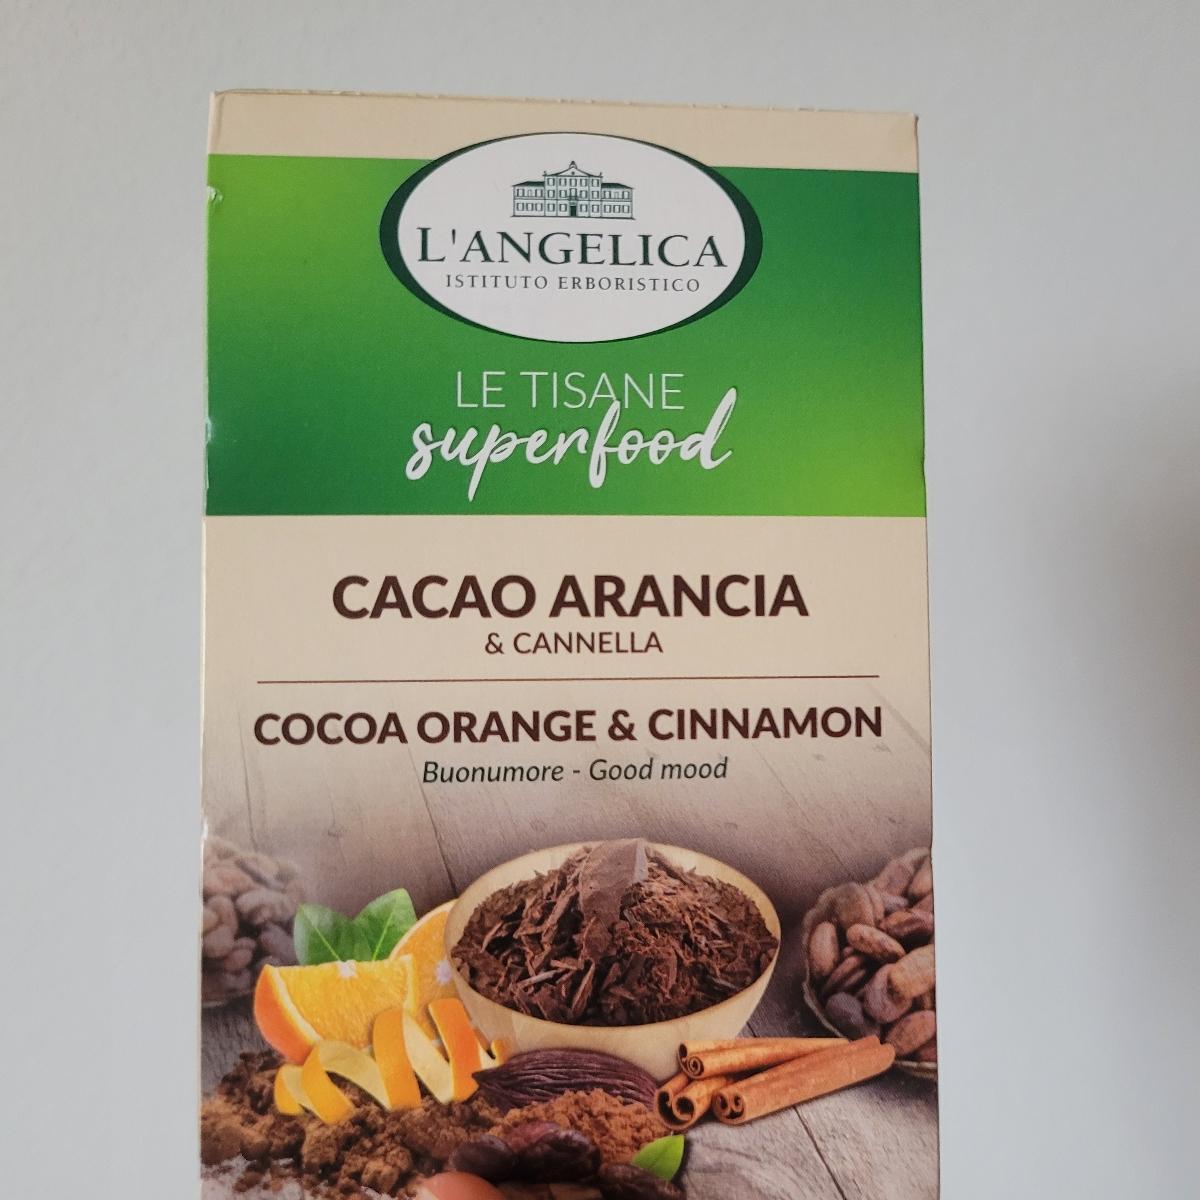 L'ANGELICA
ISTITUTO ERBORISTICO
LE TISANE
superfood
CACAO ARANCIA
& CANNELLA
COCOA ORANGE & CINNAMON
Buonumore - Good mood